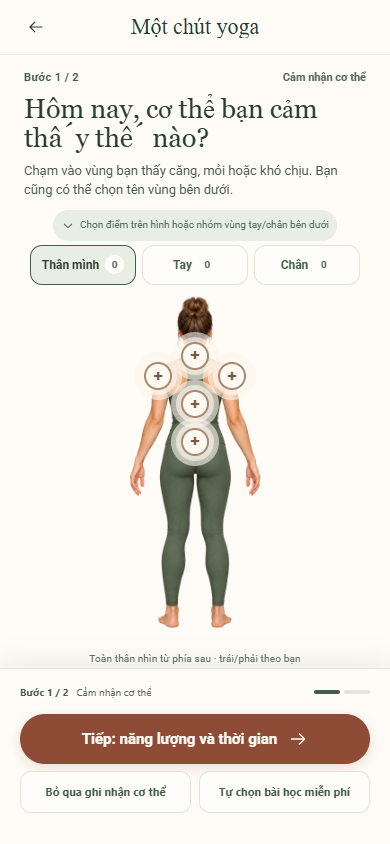 Một chút yoga
Bước 1 / 2
Cảm nhận cơ thể
Hôm nay, cơ thể bạn cảm
thấy thế nào?
Chạm vào vùng bạn thấy căng, mỏi hoặc khó chịu. Bạn
cũng có thể chọn tên vùng bên dưới.
Chọn điểm trên hình hoặc nhóm vùng tay/chân bên dưới
Thân mình 0
Tay 0
Chân 0
Toàn thân nhìn từ phía sau · trái/phải theo bạn
Bước 1 / 2 Cảm nhận cơ thể
Tiếp: năng lượng và thời gian
Bỏ qua ghi nhận cơ thể
Tự chọn bài học miễn phí